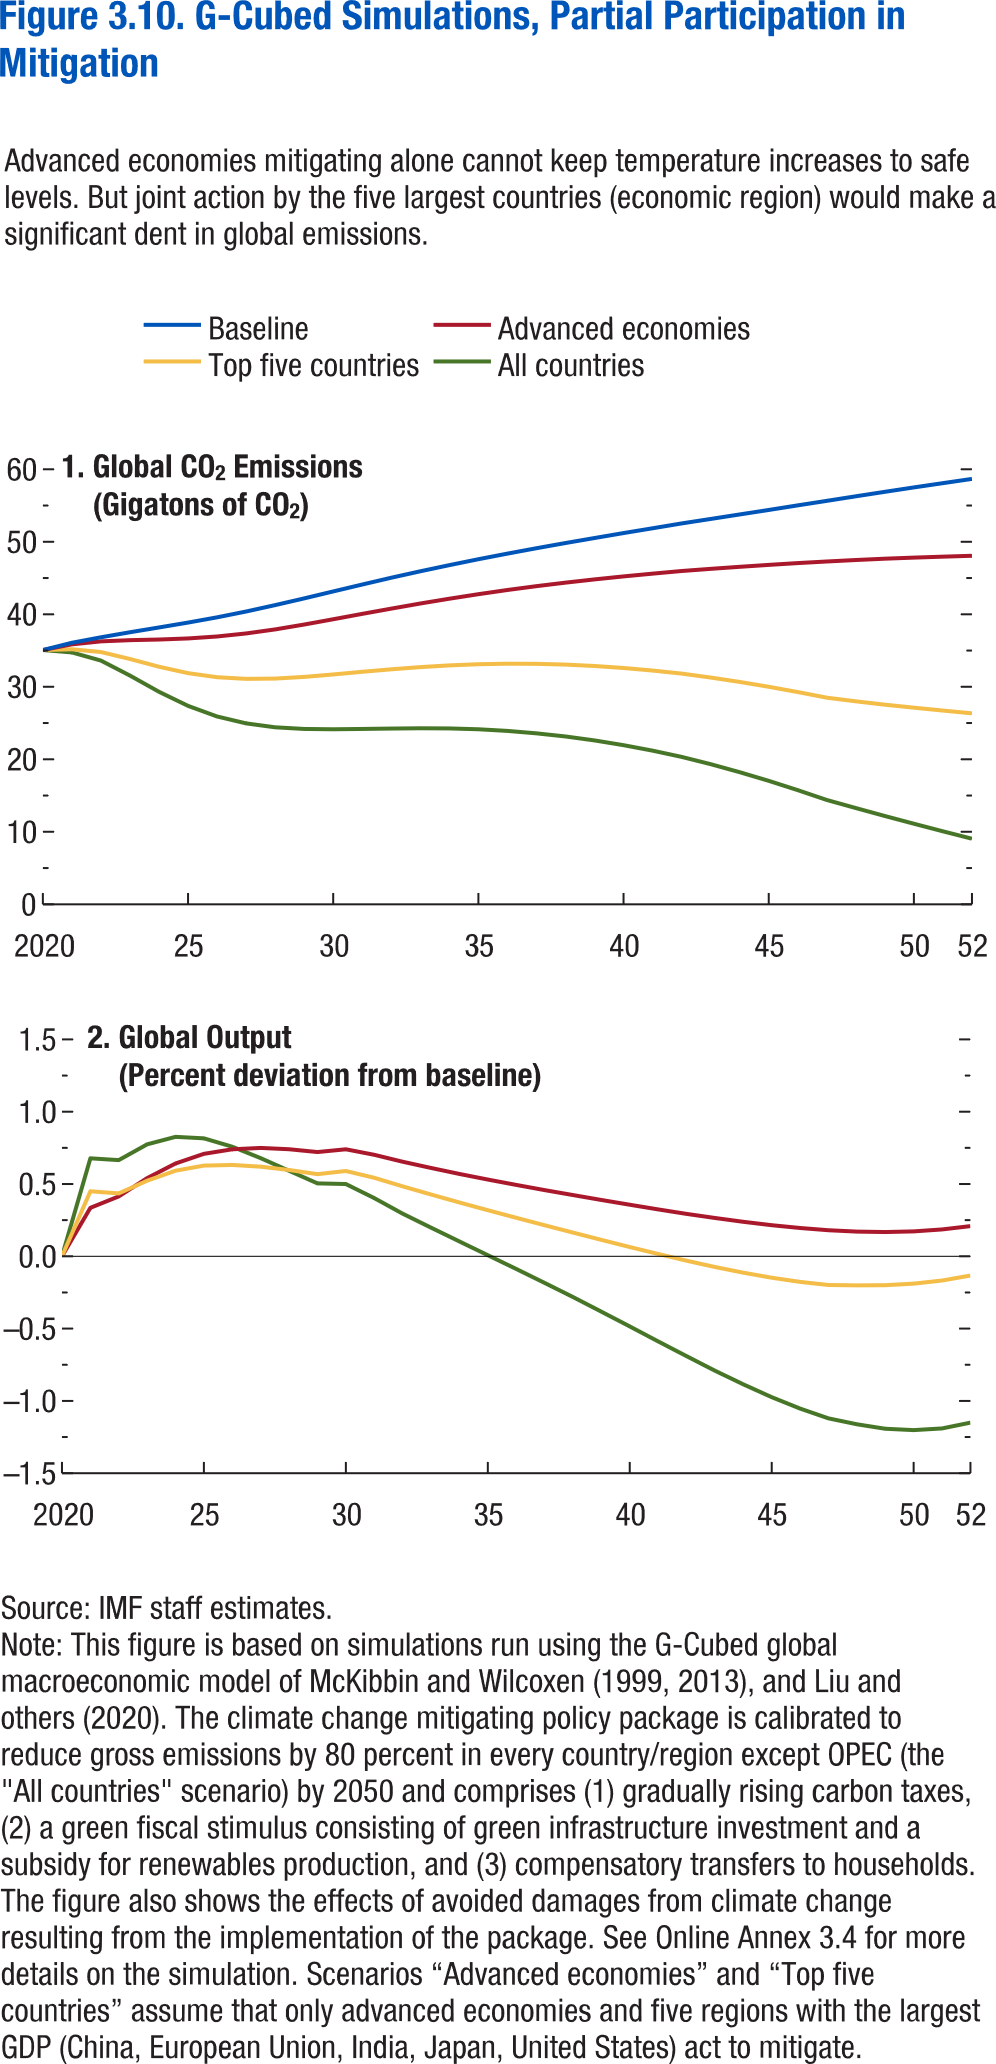 Figure 3.10. G-Cubed Simulations, Partial Participation in
Mitigation
Advanced economies mitigating alone cannot keep temperature increases to safe
levels. But joint action by the five largest countries (economic region) would make a
significant dent in global emissions.
Baseline
Advanced economies
Top five countries
All countries
1. Global CO₂ Emissions
(Gigatons of CO₂)
60
50
40
30
20
10
0
2020 25 30 35 40 45 50 52
2. Global Output
(Percent deviation from baseline)
1.5
1.0
0.5
0.0
–0.5
–1.0
–1.5
2020 25 30 35 40 45 50 52
Source: IMF staff estimates.
Note: This figure is based on simulations run using the G-Cubed global
macroeconomic model of McKibbin and Wilcoxen (1999, 2013), and Liu and
others (2020). The climate change mitigating policy package is calibrated to
reduce gross emissions by 80 percent in every country/region except OPEC (the
"All countries" scenario) by 2050 and comprises (1) gradually rising carbon taxes,
(2) a green fiscal stimulus consisting of green infrastructure investment and a
subsidy for renewables production, and (3) compensatory transfers to households.
The figure also shows the effects of avoided damages from climate change
resulting from the implementation of the package. See Online Annex 3.4 for more
details on the simulation. Scenarios “Advanced economies” and “Top five
countries” assume that only advanced economies and five regions with the largest
GDP (China, European Union, India, Japan, United States) act to mitigate.